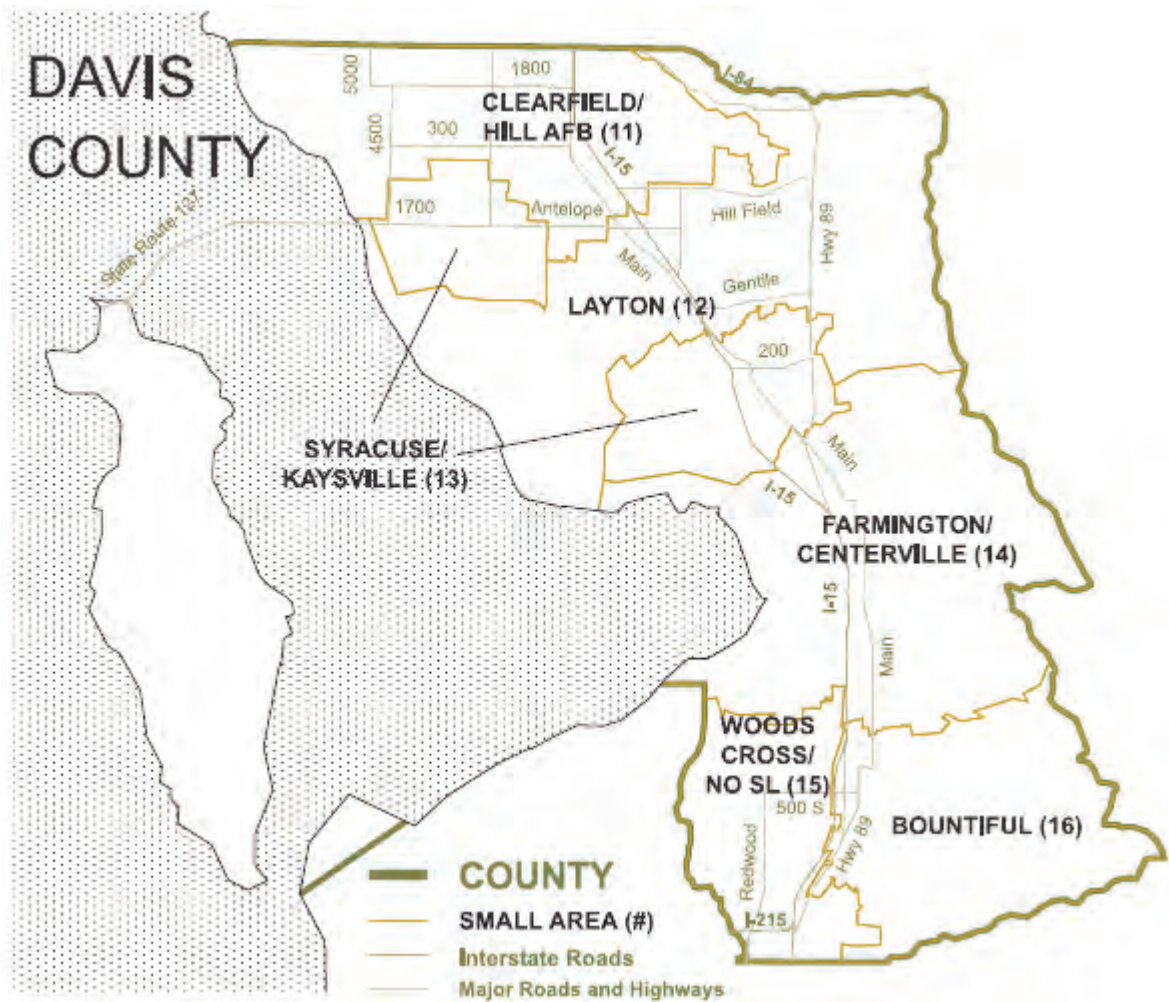 DAVIS
COUNTY
I-84
5000
1800
CLEARFIELD/
HILL AFB (11)
4500
300
I-15
State Route-127
1700
Antelope
Hill Field
Hwy 89
Main
Gentile
LAYTON (12)
200
SYRACUSE/
KAYSVILLE (13)
Main
I-15
FARMINGTON/
CENTERVILLE (14)
I-15
Main
WOODS
CROSS/
NO SL (15)
500 S
BOUNTIFUL (16)
Redwood
Hwy 89
I-215
COUNTY
SMALL AREA (#)
Interstate Roads
Major Roads and Highways